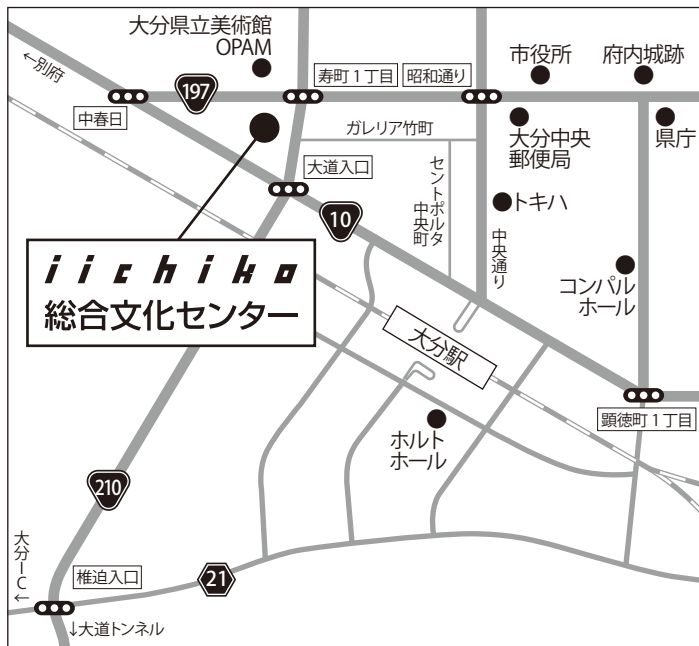 大分県立美術館
OPAM
市役所
府内城跡
←別府
197
寿町1丁目
昭和通り
中春日
ガレリア竹町
大分中央
郵便局
県庁
大道入口
セントポルタ
中央町
トキハ
10
中央通り
iichiko
総合文化センター
コンパル
ホール
大分駅
顕徳町1丁目
ホルト
ホール
210
大分IC↓
椎迫入口
21
↓大道トンネル